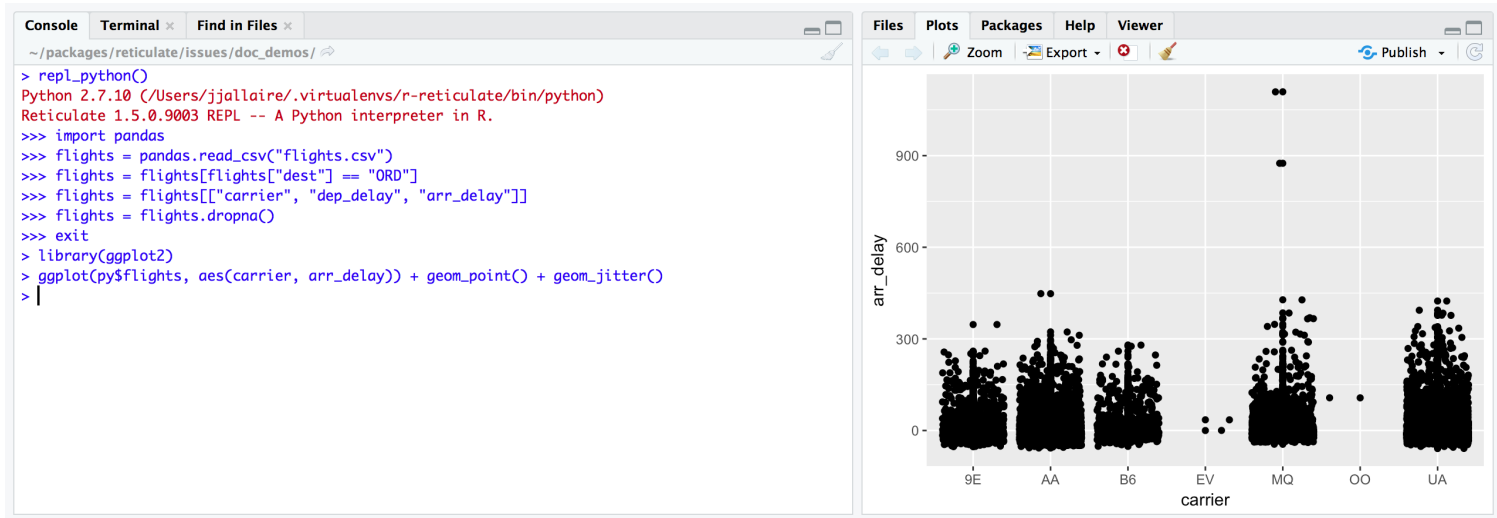 Console Terminal × Find in Files ×
~/packages/reticulate/issues/doc_demos/
> repl_python()
Python 2.7.10 (/Users/jjallaire/.virtualenvs/r-reticulate/bin/python)
Reticulate 1.5.0.9003 REPL -- A Python interpreter in R.
>>> import pandas
>>> flights = pandas.read_csv("flights.csv")
>>> flights = flights[flights["dest"] == "ORD"]
>>> flights = flights[["carrier", "dep_delay", "arr_delay"]]
>>> flights = flights.dropna()
>>> exit
> library(ggplot2)
> ggplot(py$flights, aes(carrier, arr_delay)) + geom_point() + geom_jitter()
>
Files Plots Packages Help Viewer
Zoom Export Publish
arr_delay
900
600
300
0
9E AA B6 EV MQ OO UA
carrier